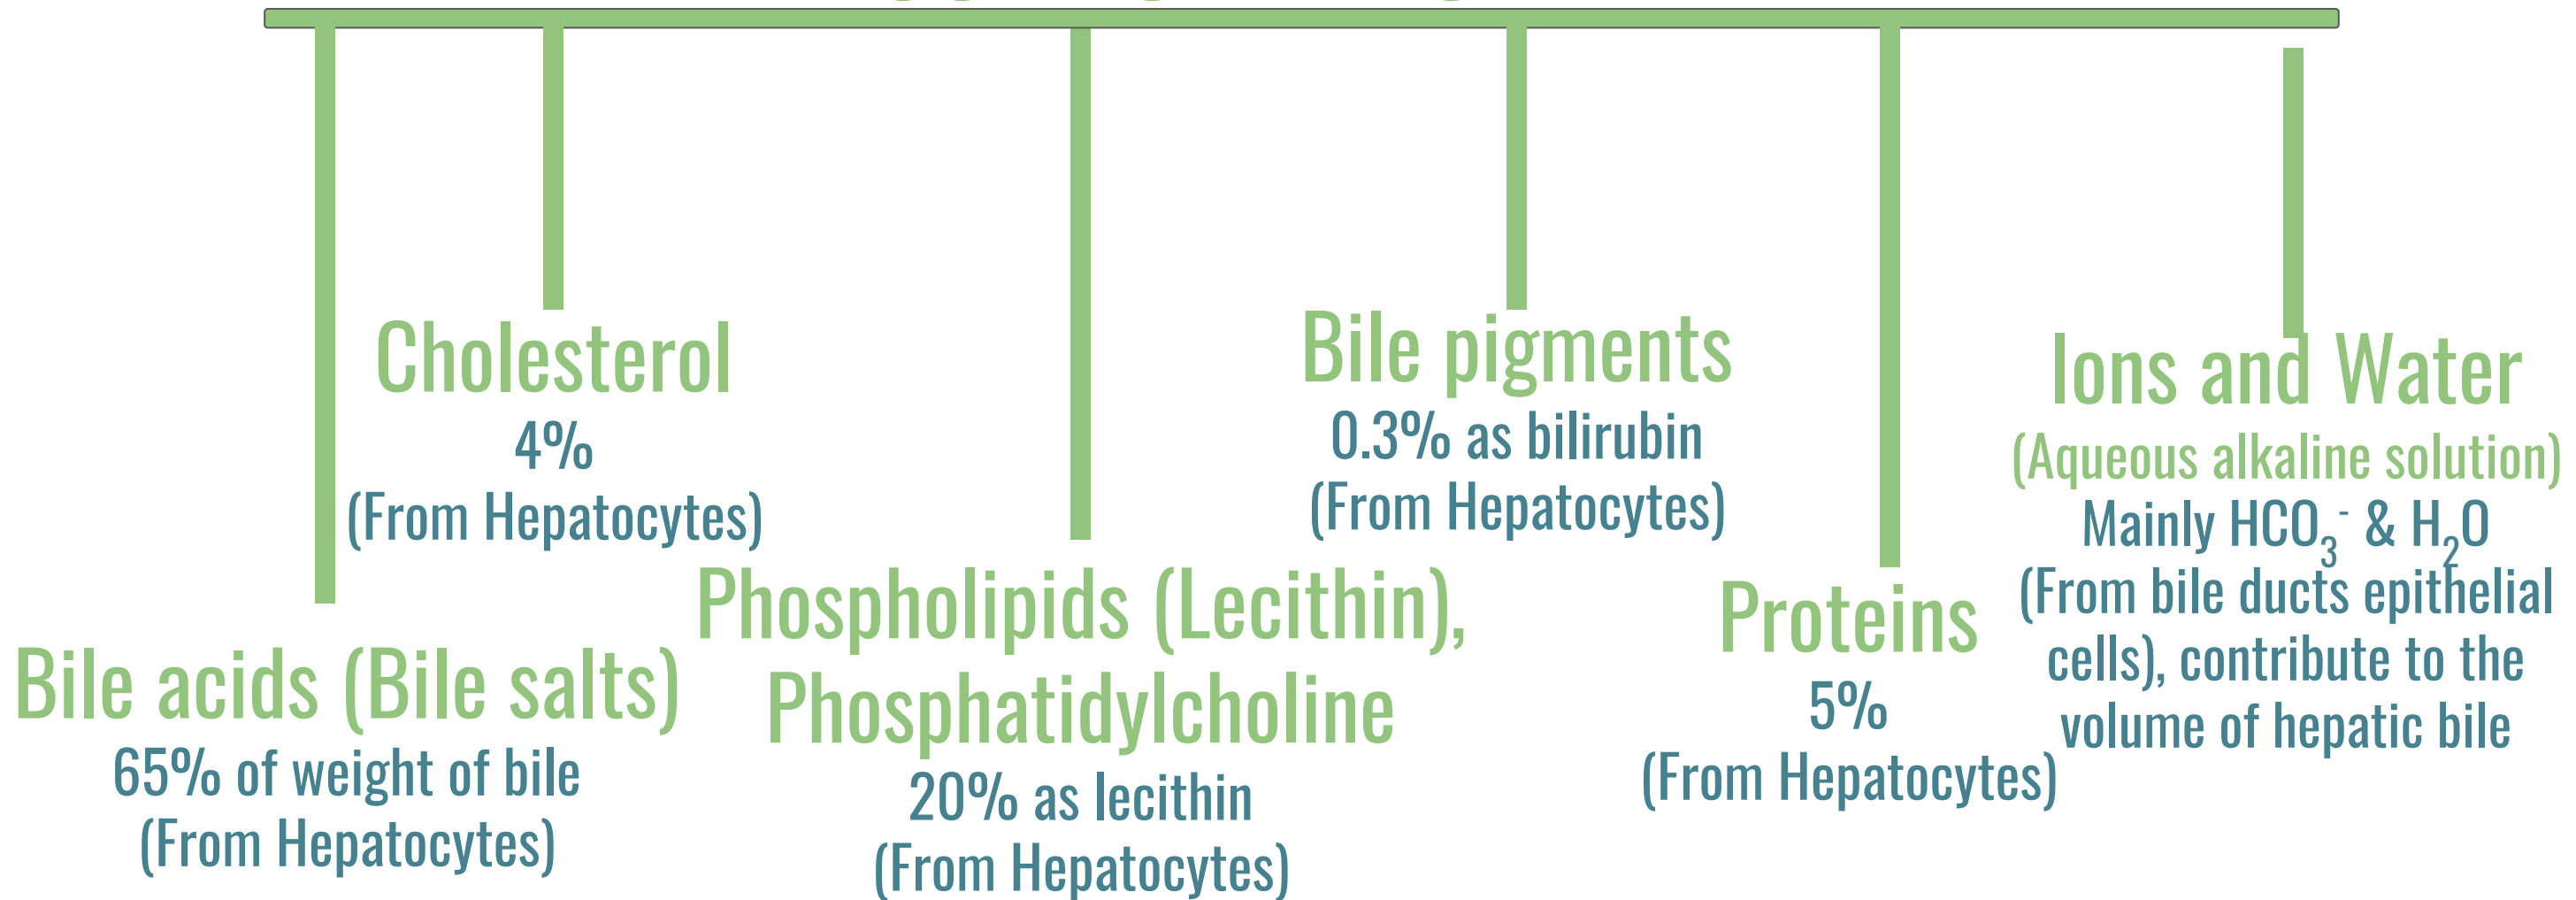 Cholesterol
4%
(From Hepatocytes)
Bile pigments
0.3% as bilirubin
(From Hepatocytes)
Ions and Water
(Aqueous alkaline solution)
Mainly HCO₃⁻ & H₂O
(From bile ducts epithelial
cells), contribute to the
volume of hepatic bile
Bile acids (Bile salts)
65% of weight of bile
(From Hepatocytes)
Phospholipids (Lecithin),
Phosphatidylcholine
20% as lecithin
(From Hepatocytes)
Proteins
5%
(From Hepatocytes)